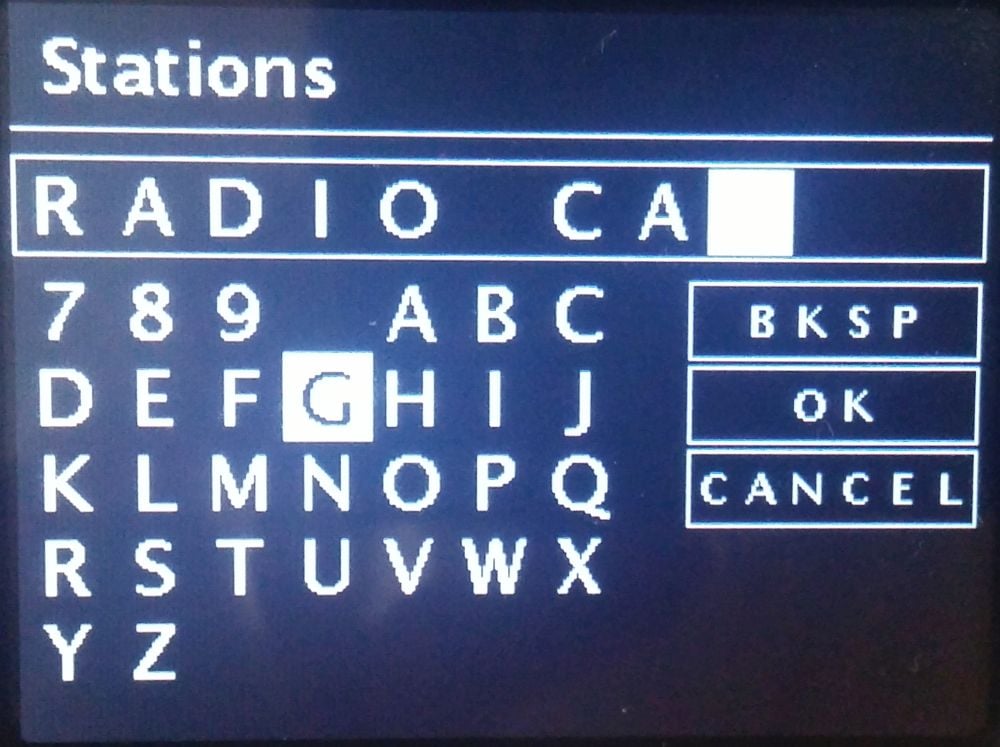 Stations
RADIO CA
7 8 9 A B C BKSP
D E F G H I J OK
K L M N O P Q CANCEL
R S T U V W X
Y Z